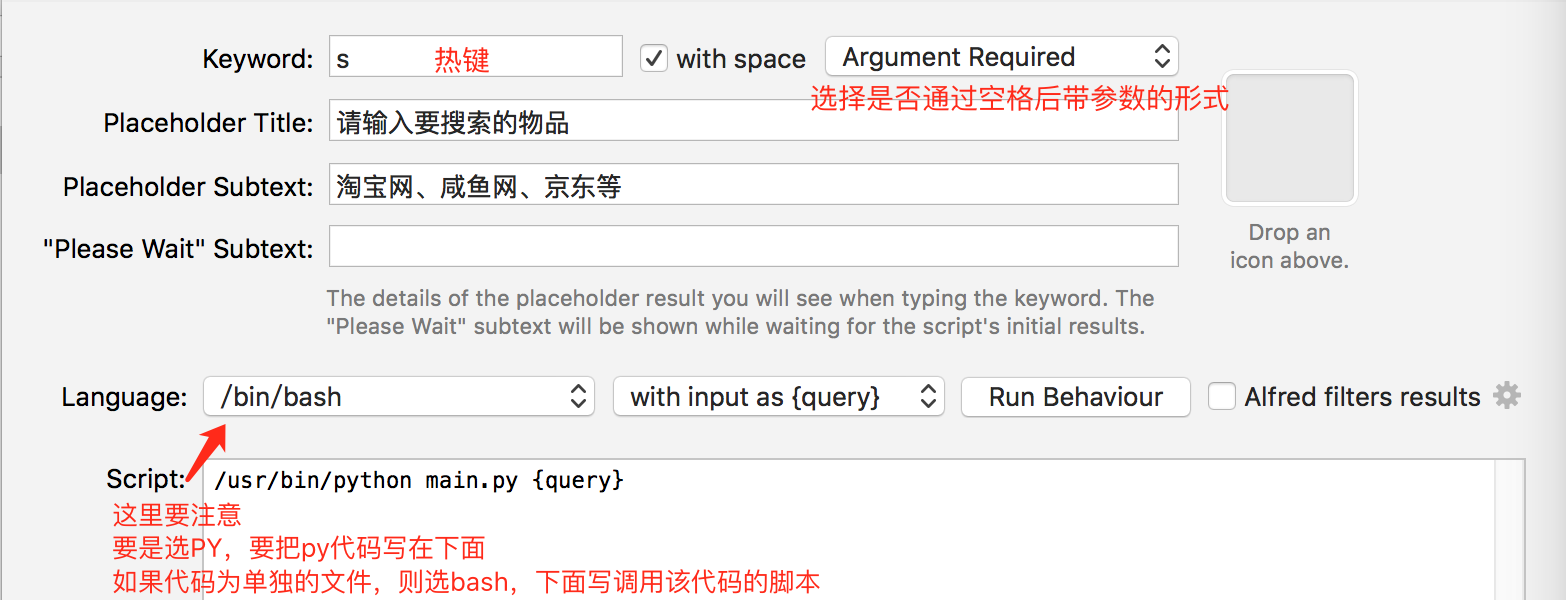 Keyword: s 热键 with space Argument Required
选择是否通过空格后带参数的形式
Placeholder Title: 请输入要搜索的物品
Placeholder Subtext: 淘宝网、咸鱼网、京东等
"Please Wait" Subtext:
Drop an
icon above.
The details of the placeholder result you will see when typing the keyword. The
"Please Wait" subtext will be shown while waiting for the script's initial results.
Language: /bin/bash with input as {query} Run Behaviour Alfred filters results
Script: /usr/bin/python main.py {query}
这里要注意
要是选PY，要把py代码写在下面
如果代码为单独的文件，则选bash，下面写调用该代码的脚本